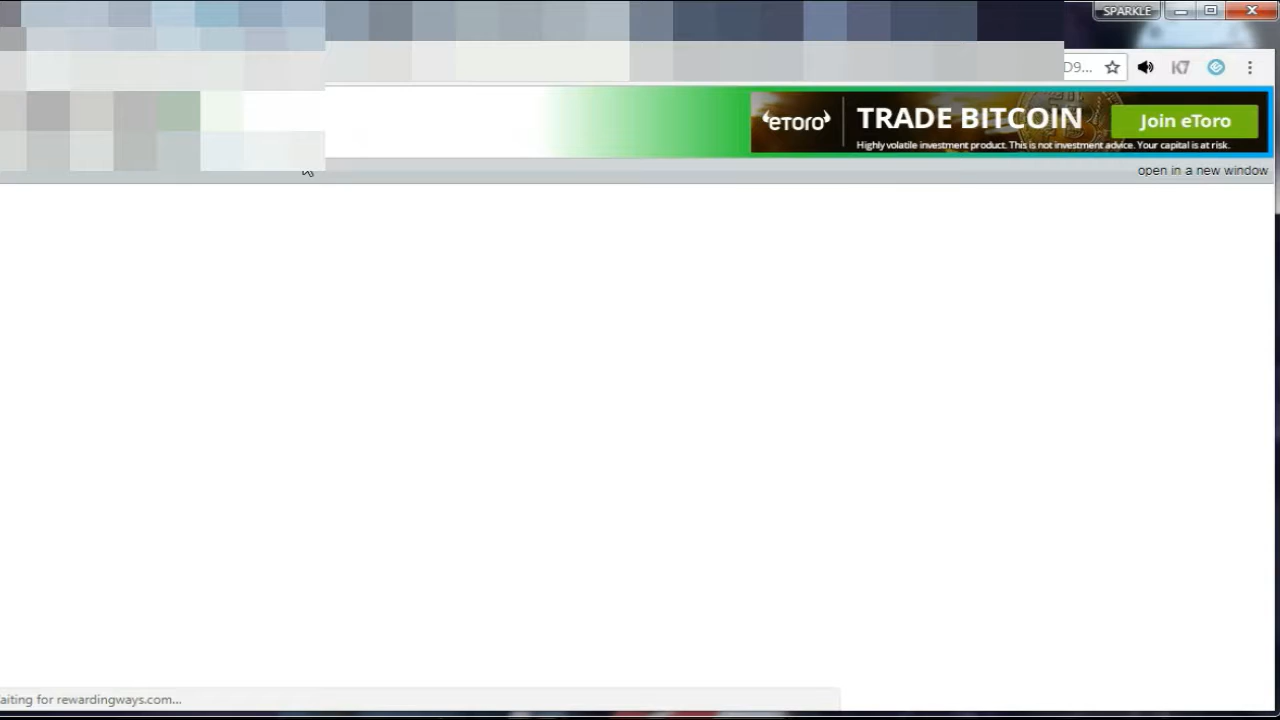 SPARKLE
D9...
K7
eToro
TRADE BITCOIN
Join eToro
Highly volatile investment product. This is not investment advice. Your capital is at risk.
open in a new window
aiting for rewardingways.com...